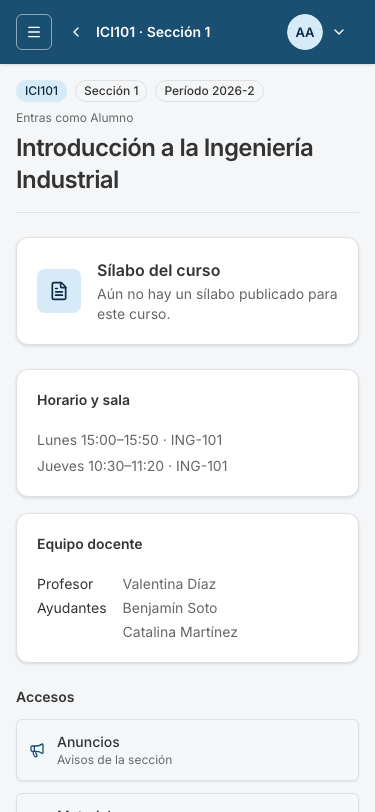 ICI101 · Sección 1
AA
ICI101
Sección 1
Período 2026-2
Entras como Alumno
Introducción a la Ingeniería
Industrial
Sílabo del curso
Aún no hay un sílabo publicado para
este curso.
Horario y sala
Lunes 15:00–15:50 · ING-101
Jueves 10:30–11:20 · ING-101
Equipo docente
Profesor Valentina Díaz
Ayudantes Benjamín Soto
Catalina Martínez
Accesos
Anuncios
Avisos de la sección